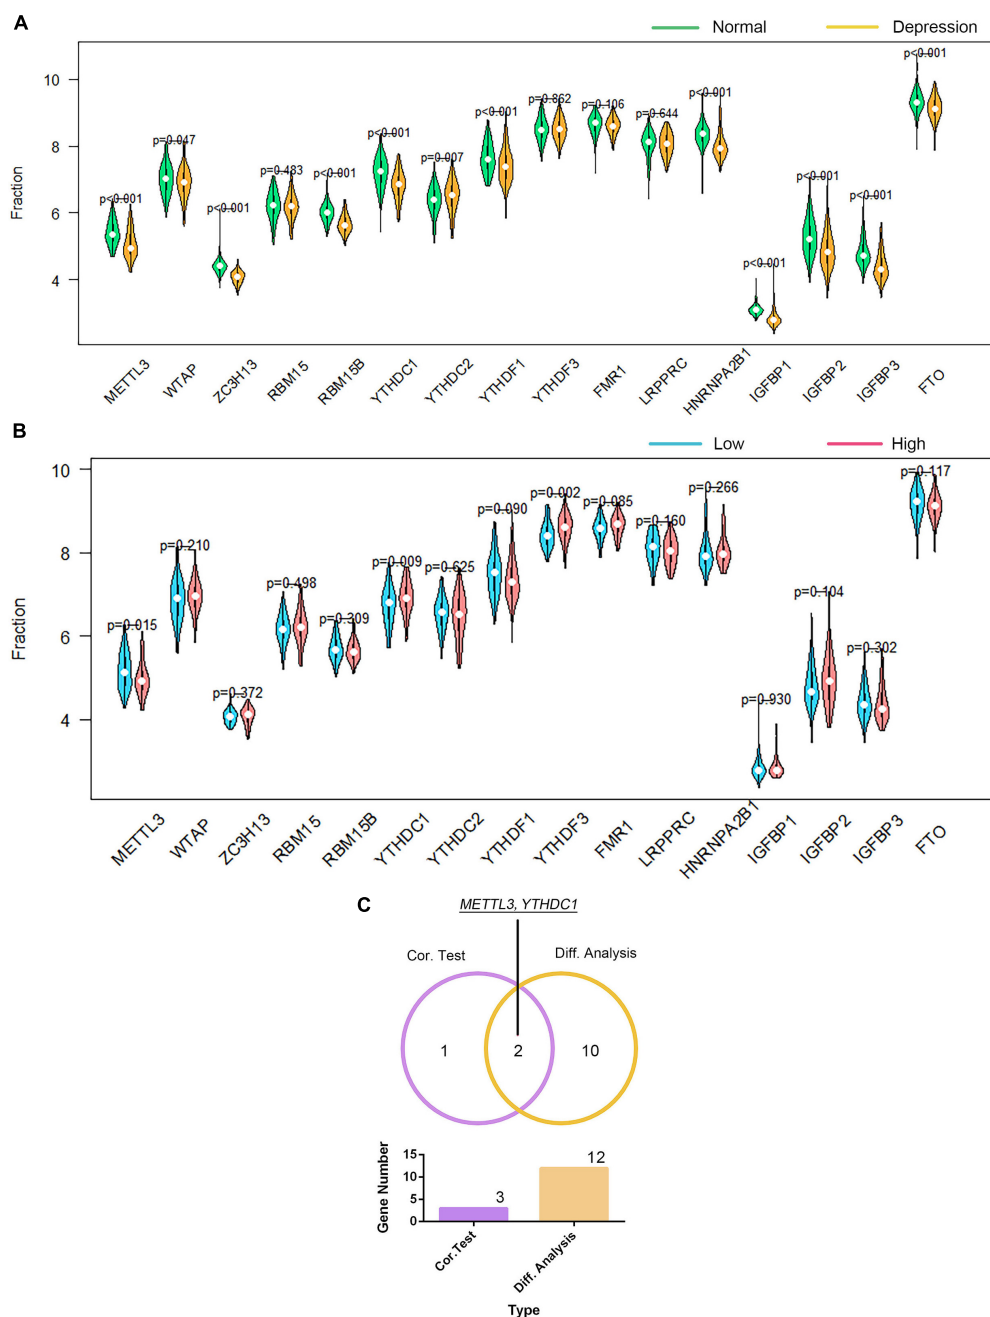 A
Normal
Depression
Fraction
10
8
6
4
p<0.001
p=0.047
p<0.001
p=0.483
p<0.001
p<0.001
p=0.007
p<0.001
p=0.862
p=0.106
p=0.644
p<0.001
p<0.001
p<0.001
p<0.001
p<0.001
METTL3
WTAP
ZC3H13
RBM15
RBM15B
YTHDC1
YTHDC2
YTHDF1
YTHDF3
FMR1
LRPPRC
HNRNPA2B1
IGFBP1
IGFBP2
IGFBP3
FTO
B
Low
High
Fraction
10
8
6
4
p=0.015
p=0.210
p=0.372
p=0.498
p=0.309
p=0.009
p=0.625
p=0.090
p=0.002
p=0.085
p=0.160
p=0.266
p=0.930
p=0.104
p=0.302
p=0.117
METTL3
WTAP
ZC3H13
RBM15
RBM15B
YTHDC1
YTHDC2
YTHDF1
YTHDF3
FMR1
LRPPRC
HNRNPA2B1
IGFBP1
IGFBP2
IGFBP3
FTO
C
METTL3, YTHDC1
Cor. Test
Diff. Analysis
1
2
10
Gene Number
15
10
5
0
3
12
Cor.Test
Diff. Analysis
Type